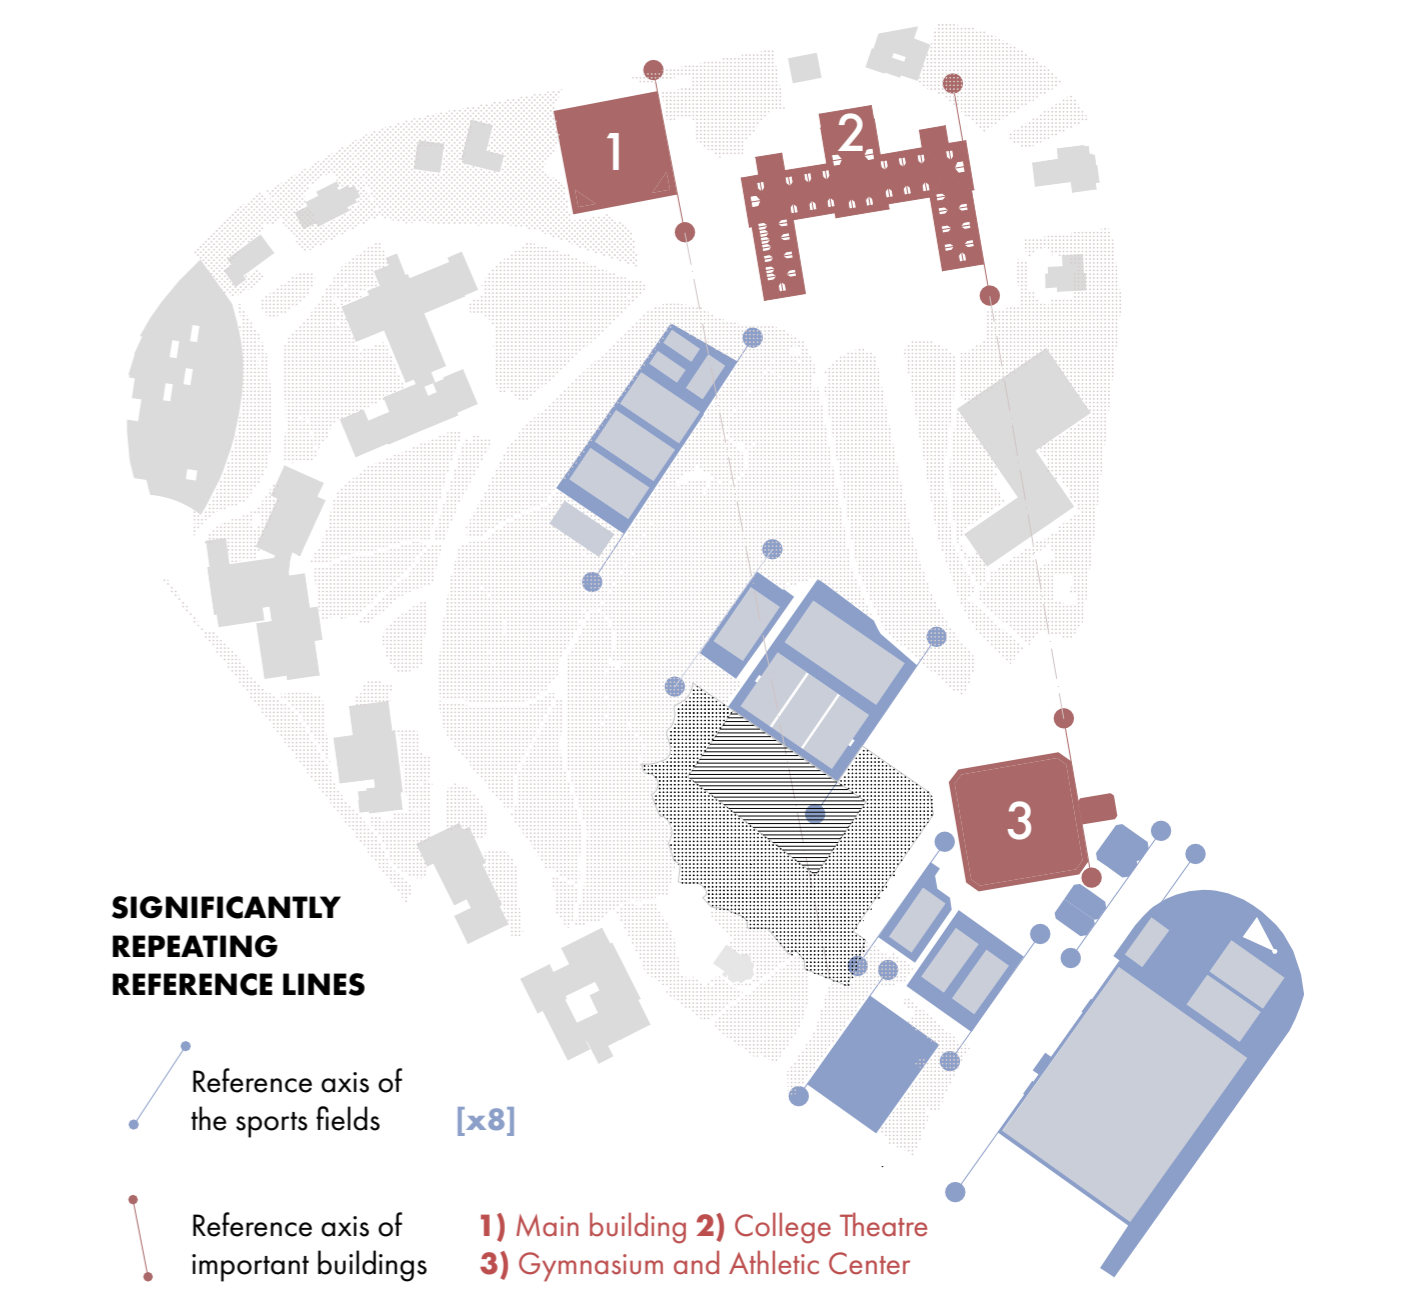 1
2
3
SIGNIFICANTLY
REPEATING
REFERENCE LINES
Reference axis of
the sports fields
[x8]
Reference axis of
important buildings
1) Main building 2) College Theatre
3) Gymnasium and Athletic Center